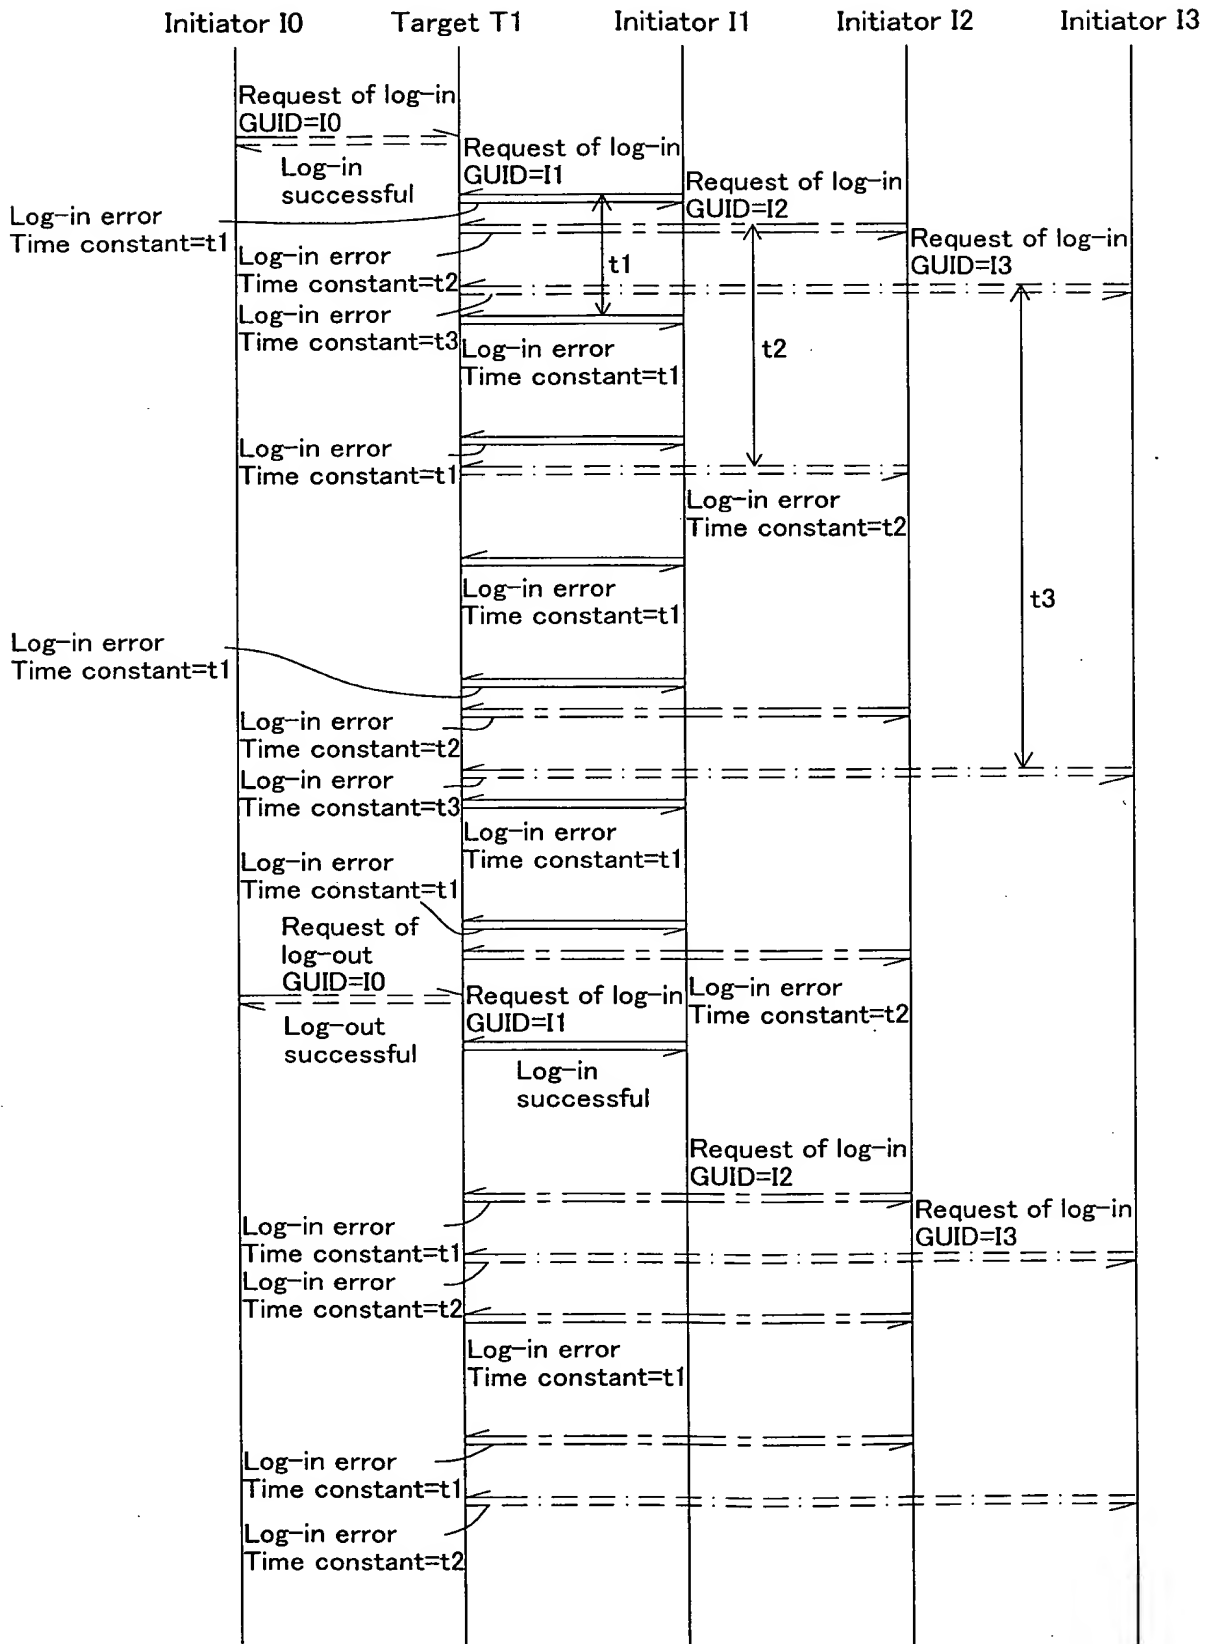 Initiator I0 Target T1 Initiator I1 Initiator I2 Initiator I3
Request of log-in
GUID=I0
Log-in
successful
Request of log-in
GUID=I1
Request of log-in
GUID=I2
Log-in error
Time constant=t1
Request of log-in
GUID=I3
Log-in error
Time constant=t2
t1
Log-in error
Time constant=t3
Log-in error
Time constant=t1
t2
Log-in error
Time constant=t1
Log-in error
Time constant=t2
Log-in error
Time constant=t1
t3
Log-in error
Time constant=t1
Log-in error
Time constant=t2
Log-in error
Time constant=t3
Log-in error
Time constant=t1
Log-in error
Time constant=t1
Request of
log-out
GUID=I0
Log-in error
Time constant=t2
Request of log-in
GUID=I1
Log-out
successful
Log-in
successful
Request of log-in
GUID=I2
Request of log-in
GUID=I3
Log-in error
Time constant=t1
Log-in error
Time constant=t2
Log-in error
Time constant=t1
Log-in error
Time constant=t1
Log-in error
Time constant=t2